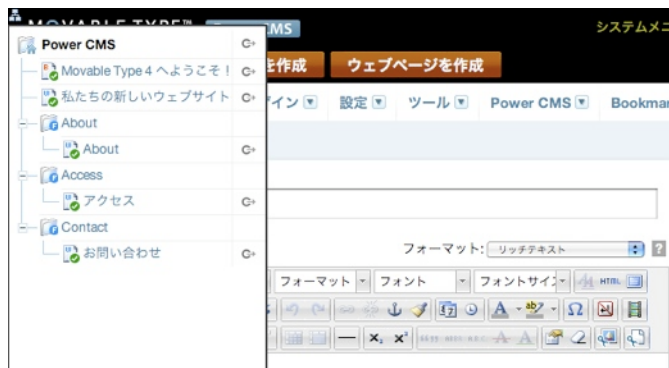 MOVABLE TYPE™
CMS
システムメニ
Power CMS
Movable Type 4 へようこそ!
私たちの新しいウェブサイト
About
About
Access
アクセス
Contact
お問い合わせ
を作成
ウェブページを作成
イン
設定
ツール
Power CMS
Bookmar
フォーマット:
リッチテキスト
?
フォーマット
フォント
フォントサイズ
HTML